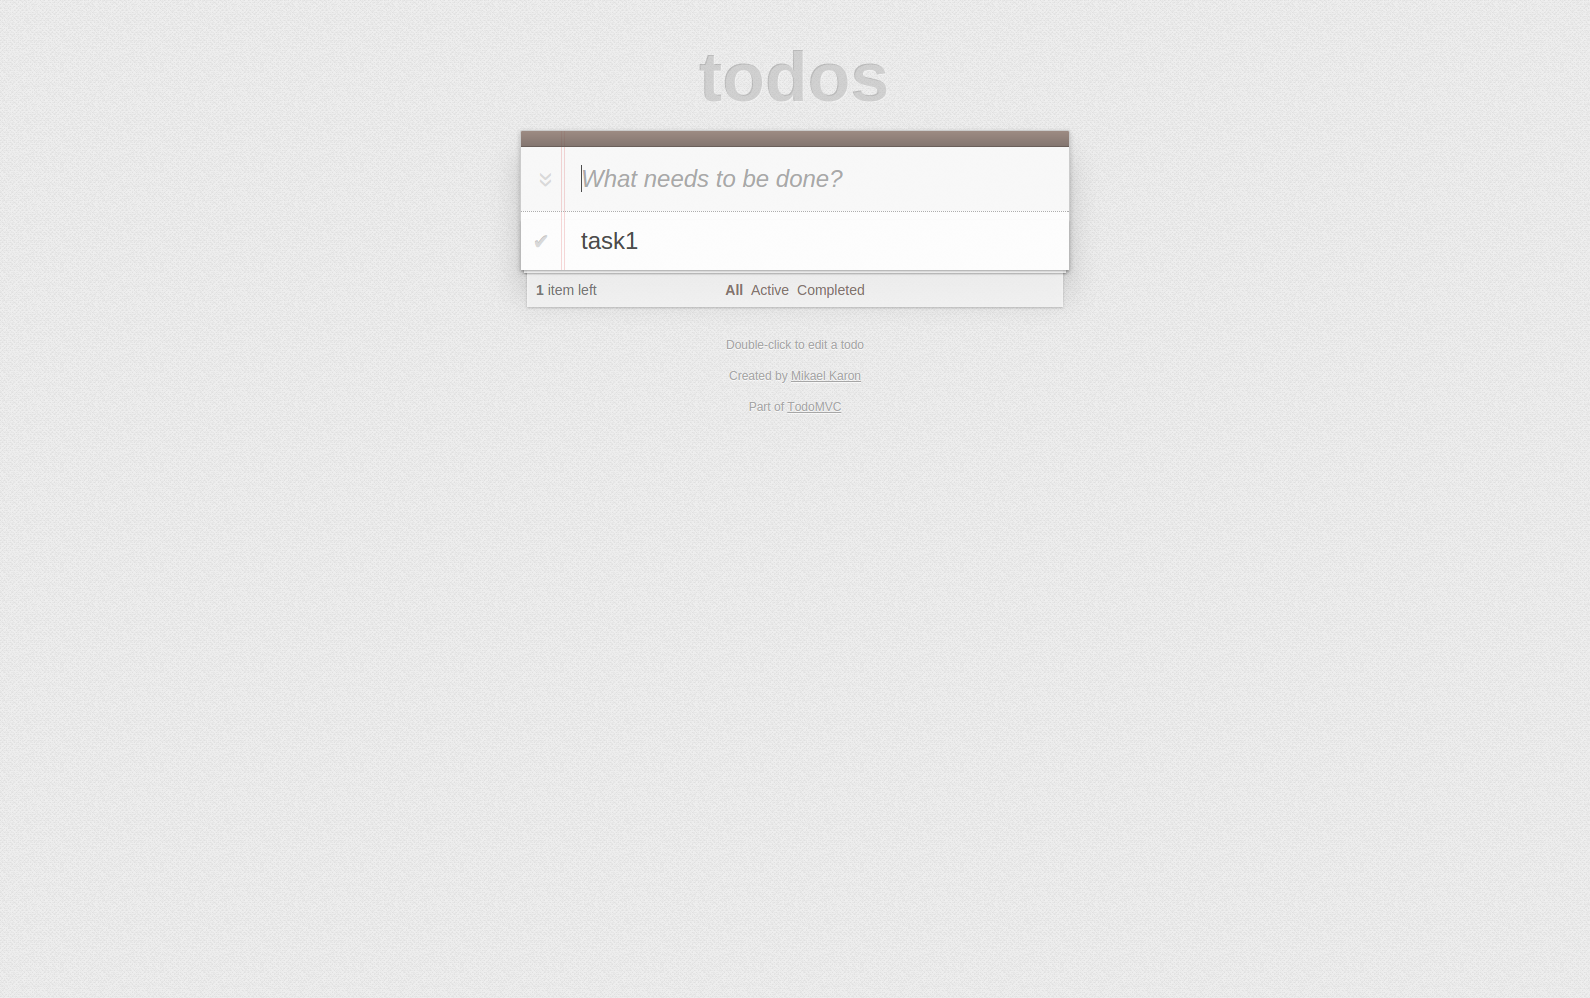 todos
What needs to be done?
✔ task1
1 item left All Active Completed
Double-click to edit a todo
Created by Mikael Karon
Part of TodoMVC